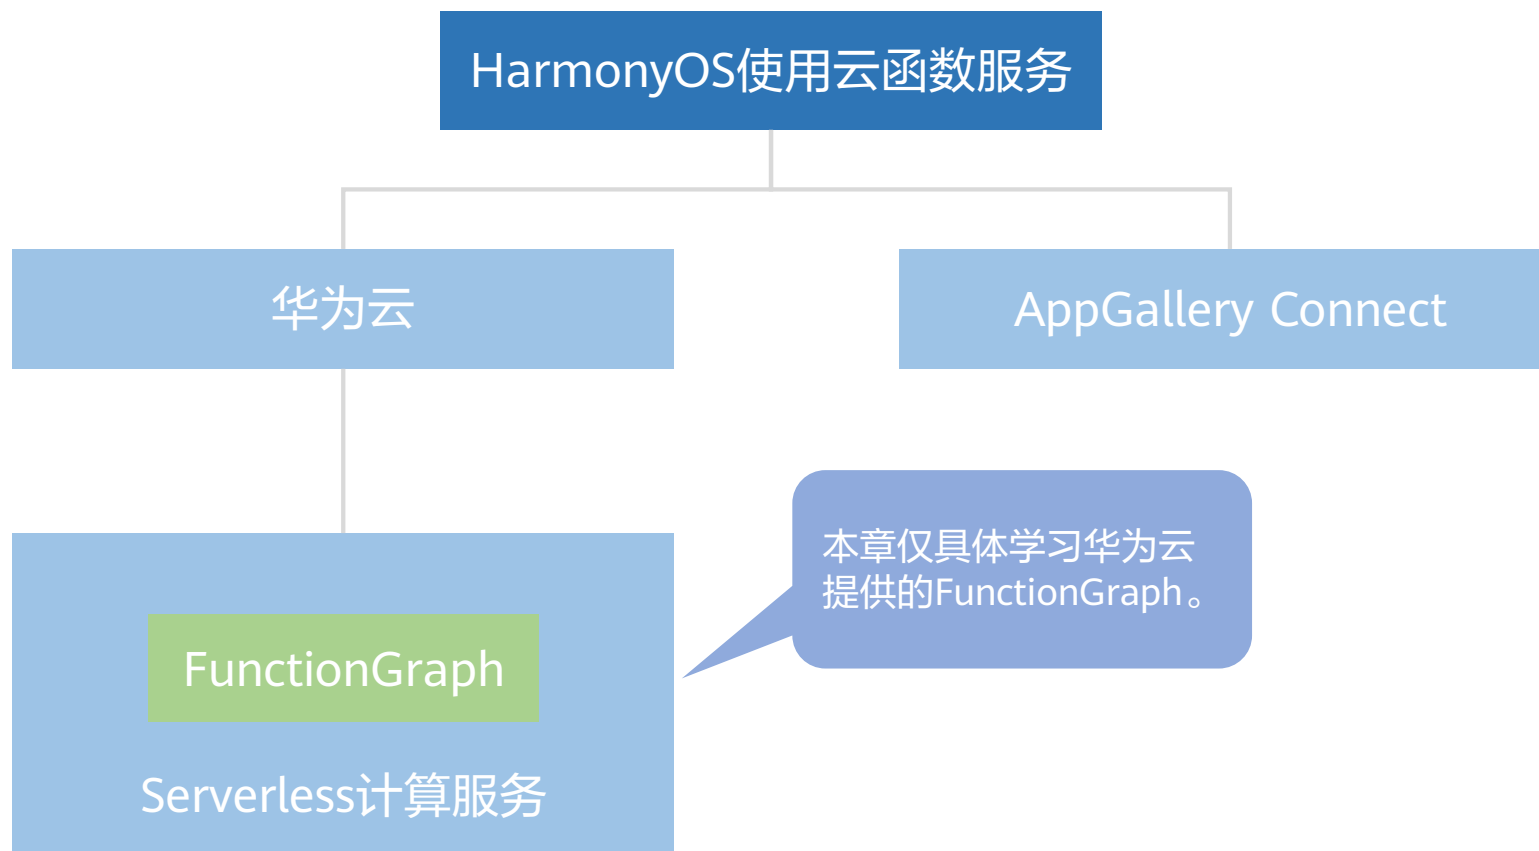 HarmonyOS使用云函数服务
华为云
AppGallery Connect
本章仅具体学习华为云
提供的FunctionGraph。
FunctionGraph
Serverless计算服务